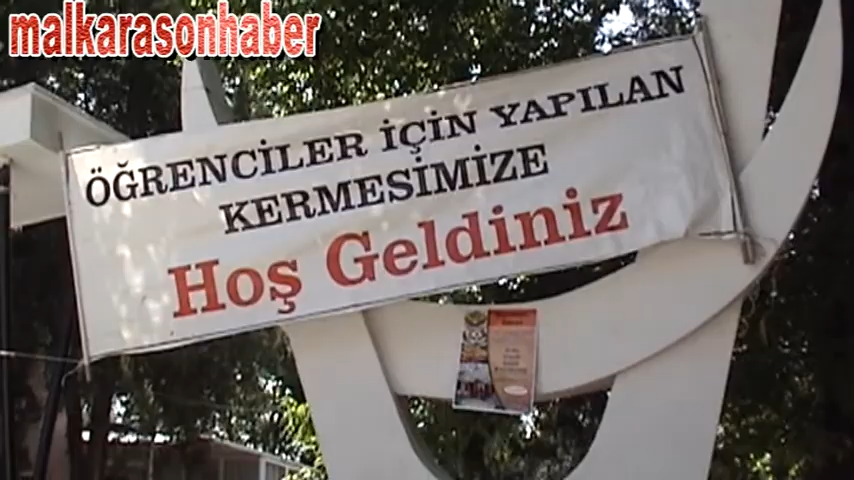 malkarasonhaber
ÖĞRENCİLER İÇİN YAPILAN
KERMESİMİZE
Hoş Geldiniz